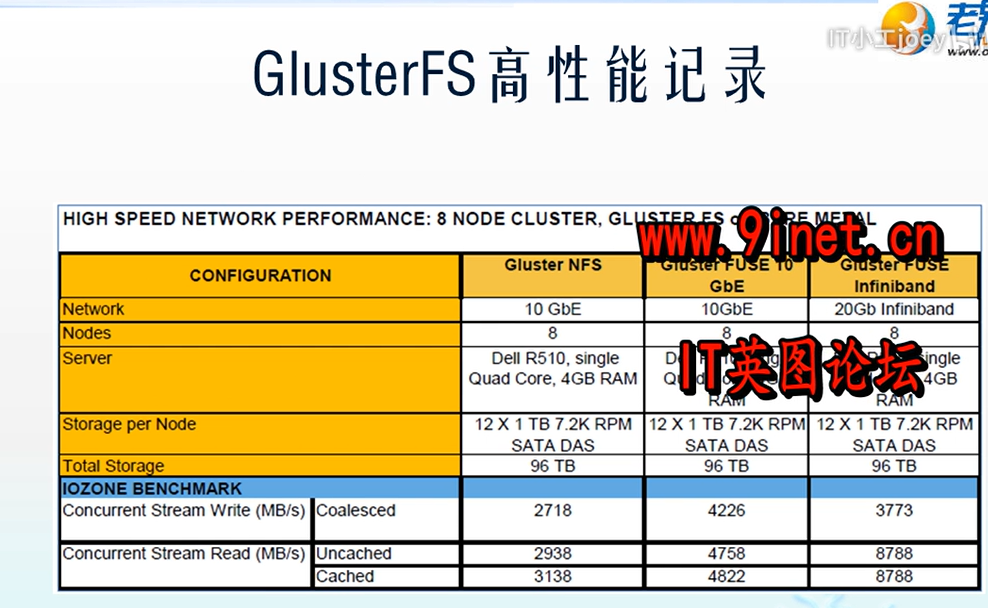 IT小工joey
www.
GlusterFS高性能记录
HIGH SPEED NETWORK PERFORMANCE: 8 NODE CLUSTER, GLUSTER FS METAL
www.9inet.cn
CONFIGURATION Gluster NFS Gluster FUSE 10 GbE Gluster FUSE Infiniband
Network 10 GbE 10GbE 20Gb Infiniband
Nodes 8 8 8
Server Dell R510, single Quad Core, 4GB RAM RAM single 4GB RAM
IT英图论坛
Storage per Node 12 X 1 TB 7.2K RPM SATA DAS 12 X 1 TB 7.2K RPM SATA DAS 12 X 1 TB 7.2K RPM SATA DAS
Total Storage 96 TB 96 TB 96 TB
IOZONE BENCHMARK
Concurrent Stream Write (MB/s) Coalesced 2718 4226 3773
Concurrent Stream Read (MB/s) Uncached 2938 4758 8788
Cached 3138 4822 8788